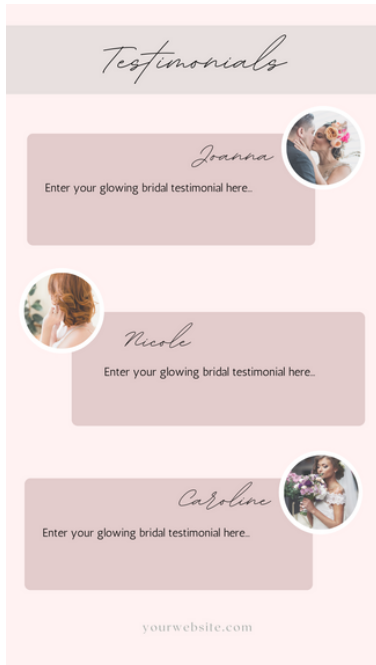 Testimonials
Joanna
Enter your glowing bridal testimonial here...
Nicole
Enter your glowing bridal testimonial here...
Caroline
Enter your glowing bridal testimonial here...
yourwebsite.com